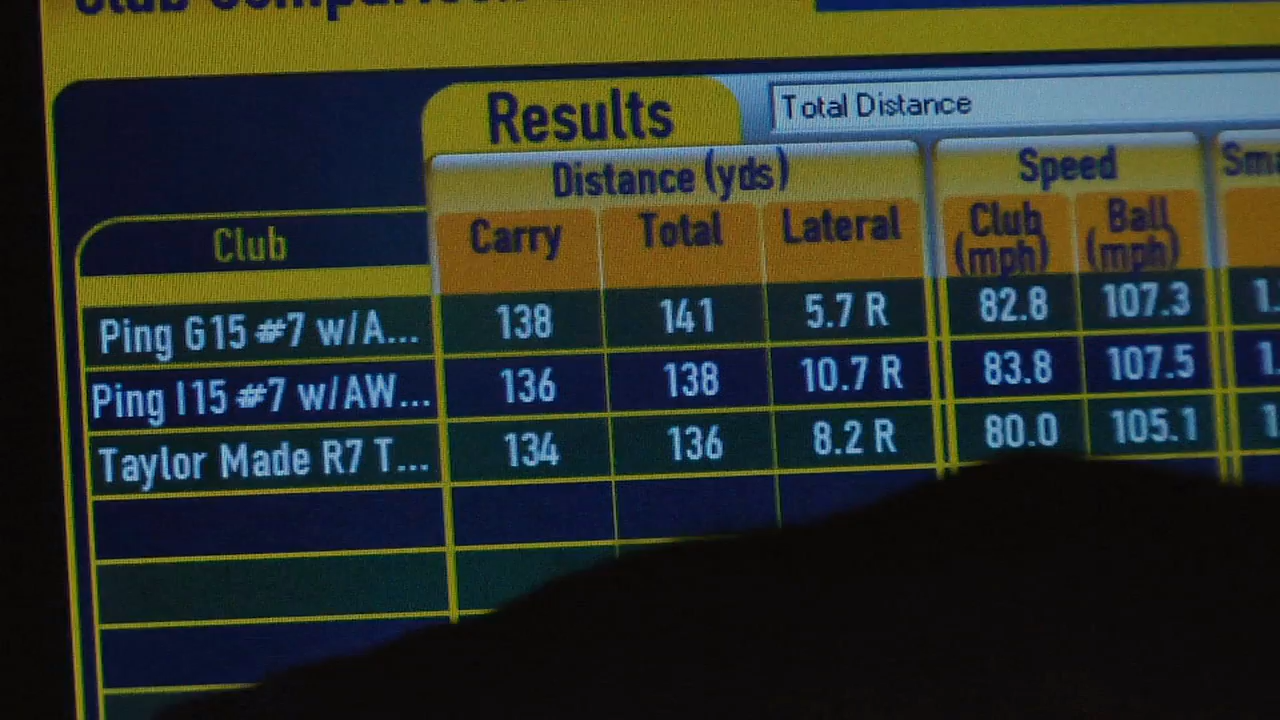 Club Comparison
Results
Total Distance
Distance (yds)
Speed
Club
Carry
Total
Lateral
Club (mph)
Ball (mph)
Ping G15 #7 w/A... 138 141 5.7 R 82.8 107.3
Ping I15 #7 w/AW... 136 138 10.7 R 83.8 107.5
Taylor Made R7 T... 134 136 8.2 R 80.0 105.1